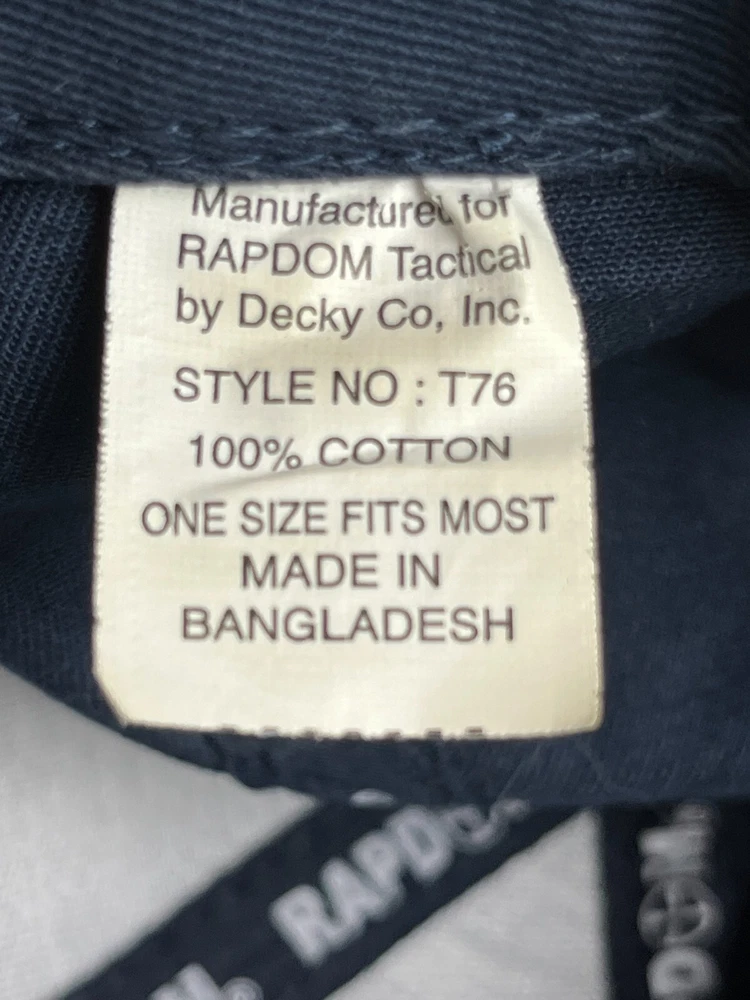 Manufactured for
RAPDOM Tactical
by Decky Co, Inc.
STYLE NO : T76
100% COTTON
ONE SIZE FITS MOST
MADE IN
BANGLADESH
RAPD